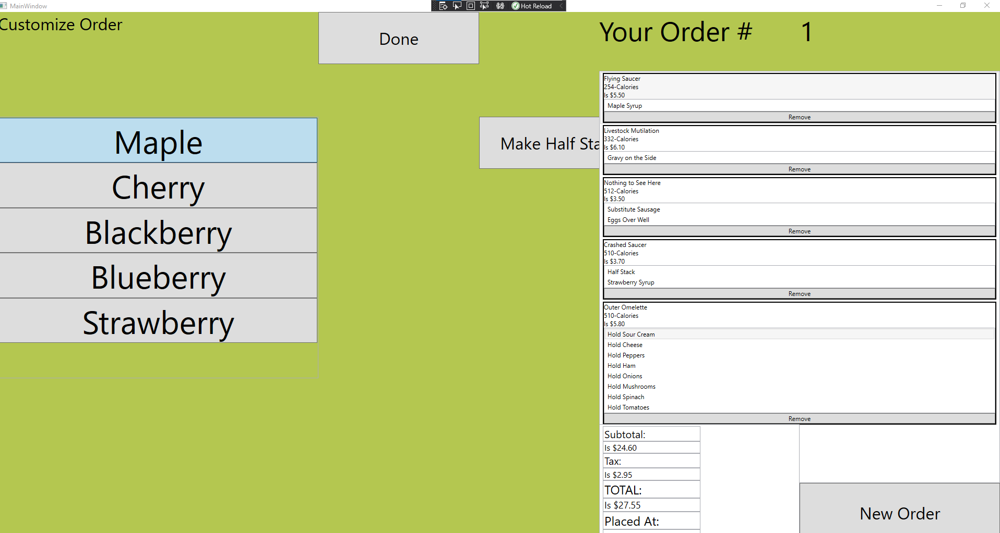 MainWindow
Hot Reload
Customize Order
Done
Your Order # 1
Maple
Cherry
Blackberry
Blueberry
Strawberry
Make Half Sta
Flying Saucer
254-Calories
Is $5.50
Maple Syrup
Remove
Livestock Mutilation
332-Calories
Is $6.10
Gravy on the Side
Remove
Nothing to See Here
512-Calories
Is $3.50
Substitute Sausage
Eggs Over Well
Remove
Crashed Saucer
510-Calories
Is $3.70
Half Stack
Strawberry Syrup
Remove
Outer Omelette
510-Calories
Is $5.80
Hold Sour Cream
Hold Cheese
Hold Peppers
Hold Ham
Hold Onions
Hold Mushrooms
Hold Spinach
Hold Tomatoes
Remove
Subtotal:
Is $24.60
Tax:
Is $2.95
TOTAL:
Is $27.55
Placed At:
New Order